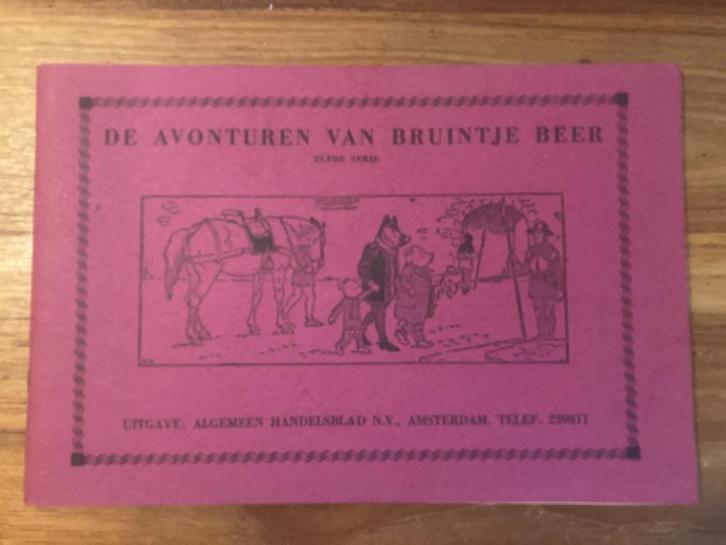 DE AVONTUREN VAN BRUINTJE BEER
ELFDE SERIE
UITGAVE: ALGEMEEN HANDELSBLAD N.V., AMSTERDAM. TELEF. 239811